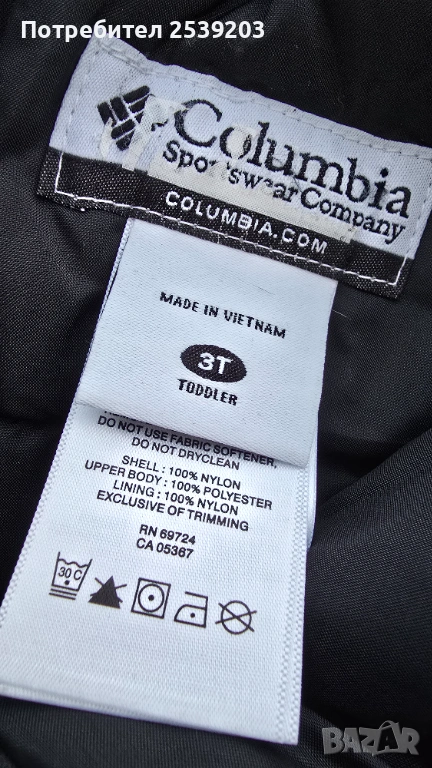 Потребител 2539203
Columbia
Sportswear Company
COLUMBIA.COM
MADE IN VIETNAM
3T
TODDLER
DO NOT USE FABRIC SOFTENER,
DO NOT DRYCLEAN
SHELL : 100% NYLON
UPPER BODY : 100% POLYESTER
LINING : 100% NYLON
EXCLUSIVE OF TRIMMING
RN 69724
CA 05367
30 C
BAZAR